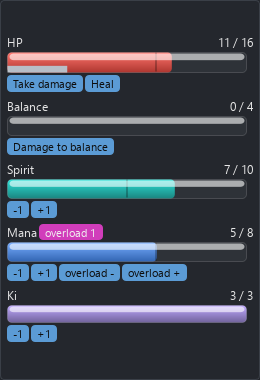 HP 11 / 16
Take damage Heal
Balance 0 / 4
Damage to balance
Spirit 7 / 10
-1 +1
Mana overload 1 5 / 8
-1 +1 overload - overload +
Ki 3 / 3
-1 +1